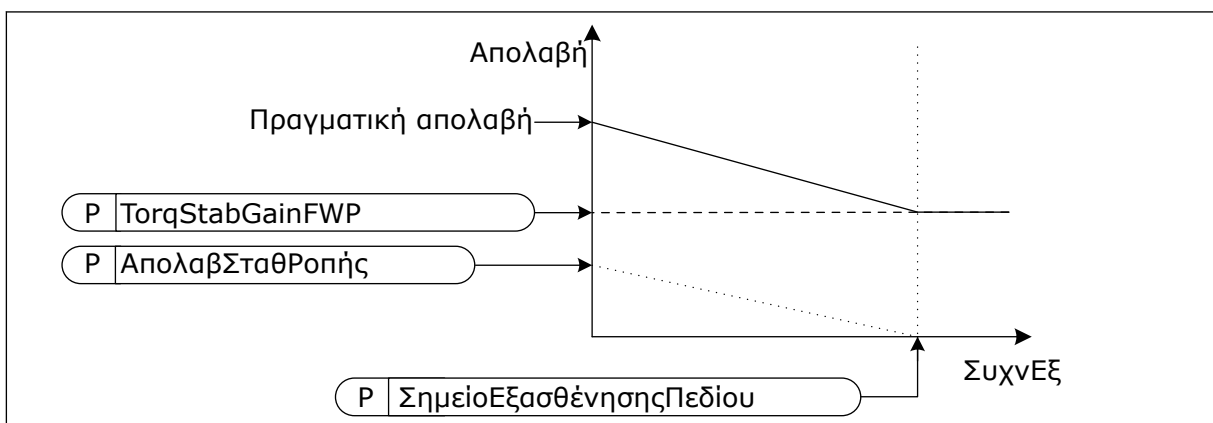 Απολαβή
Πραγματική απολαβή
P TorqStabGainFWP
P ΑπολαβΣταθΡοπής
ΣυχνΕξ
P ΣημείοΕξασθένησηςΠεδίου